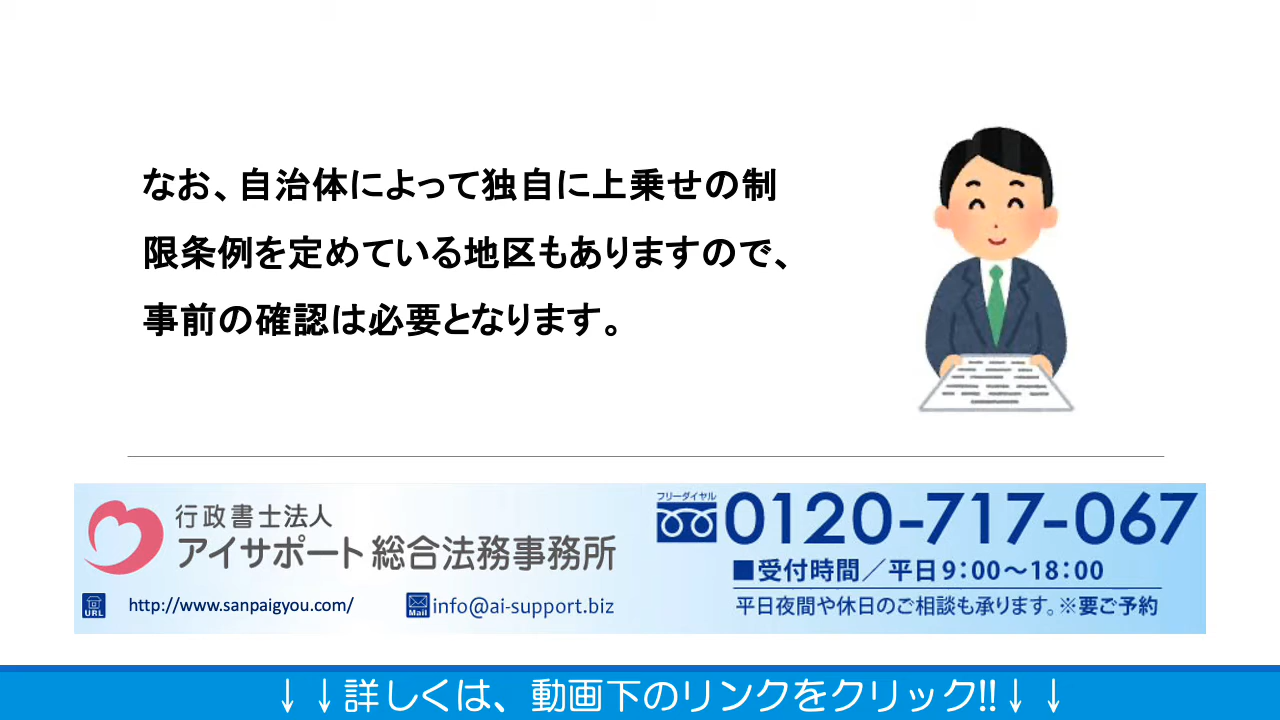 なお、自治体によって独自に上乗せの制
限条例を定めている地区もありますので、
事前の確認は必要となります。
行政書士法人
アイサポート総合法務事務所
URL http://www.sanpaigyou.com/
Mail info@ai-support.biz
フリーダイヤル
0120-717-067
■受付時間／平日9：00〜18：00
平日夜間や休日のご相談も承ります。※要ご予約
↓↓詳しくは、動画下のリンクをクリック!!↓↓